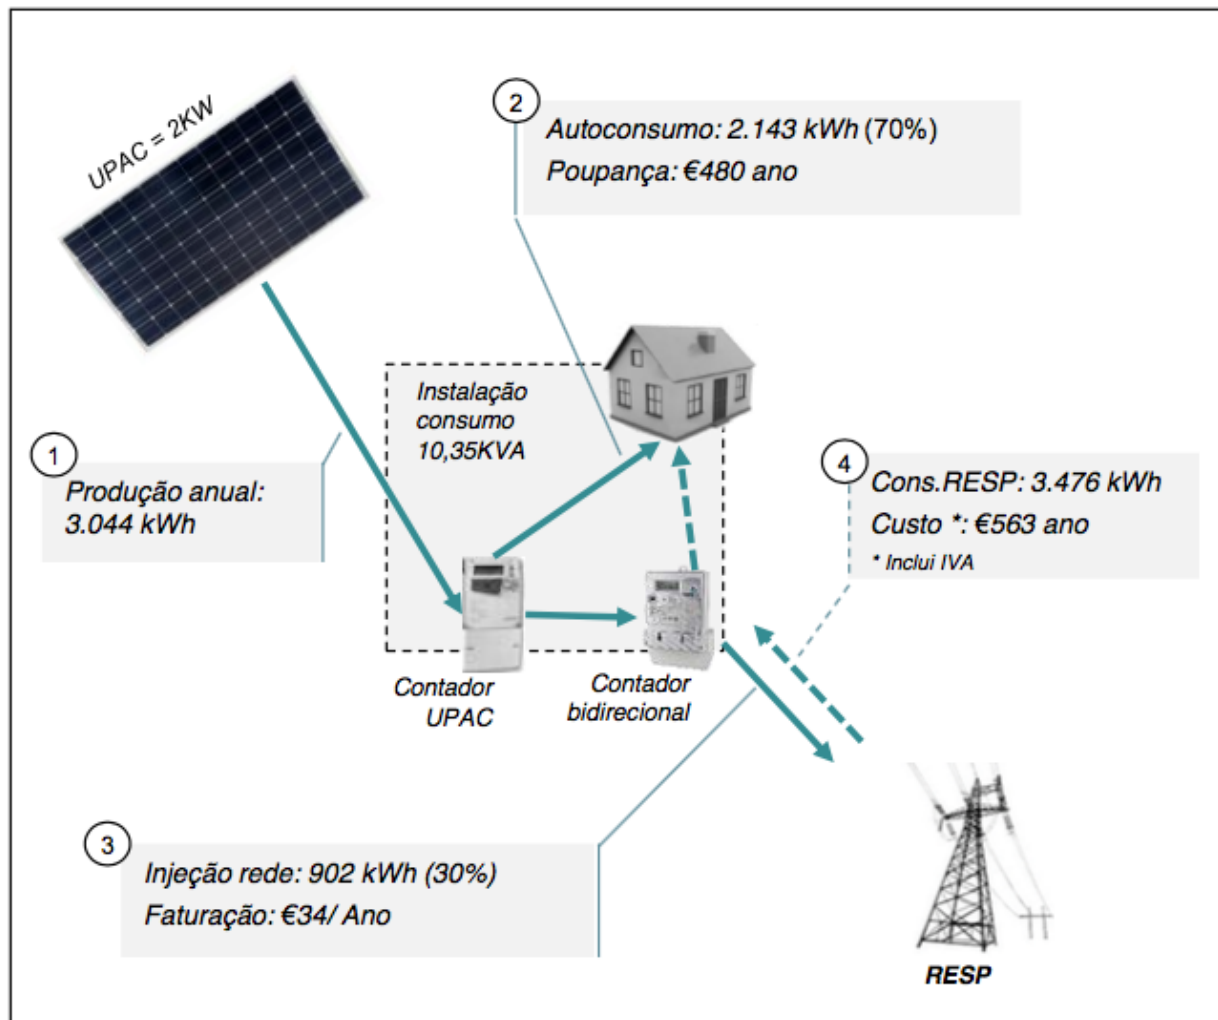 UPAC = 2KW
2
Autoconsumo: 2.143 kWh (70%)
Poupança: €480 ano
Instalação
consumo
10,35KVA
1
Produção anual:
3.044 kWh
4
Cons.RESP: 3.476 kWh
Custo *: €563 ano
* Inclui IVA
Contador
UPAC
Contador
bidirecional
3
Injeção rede: 902 kWh (30%)
Faturação: €34/ Ano
RESP